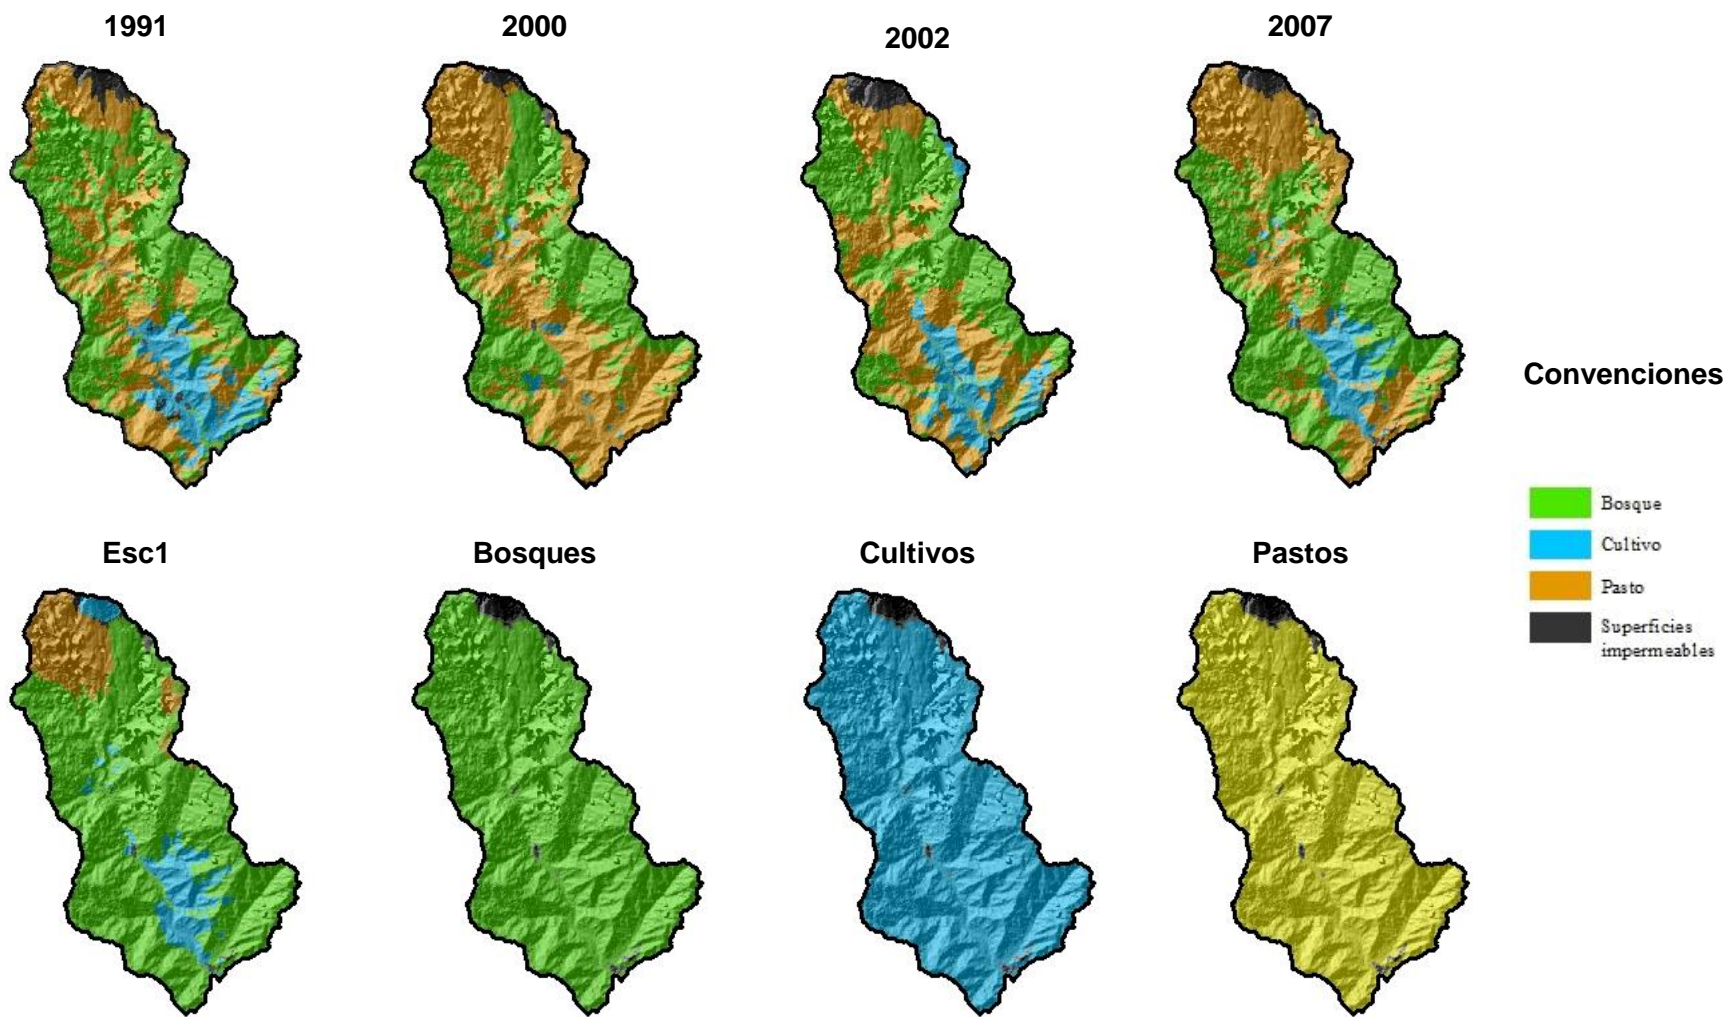 1991
2000
2002
2007
Convenciones
Bosque
Cultivo
Pasto
Superficies
impermeables
Esc1
Bosques
Cultivos
Pastos